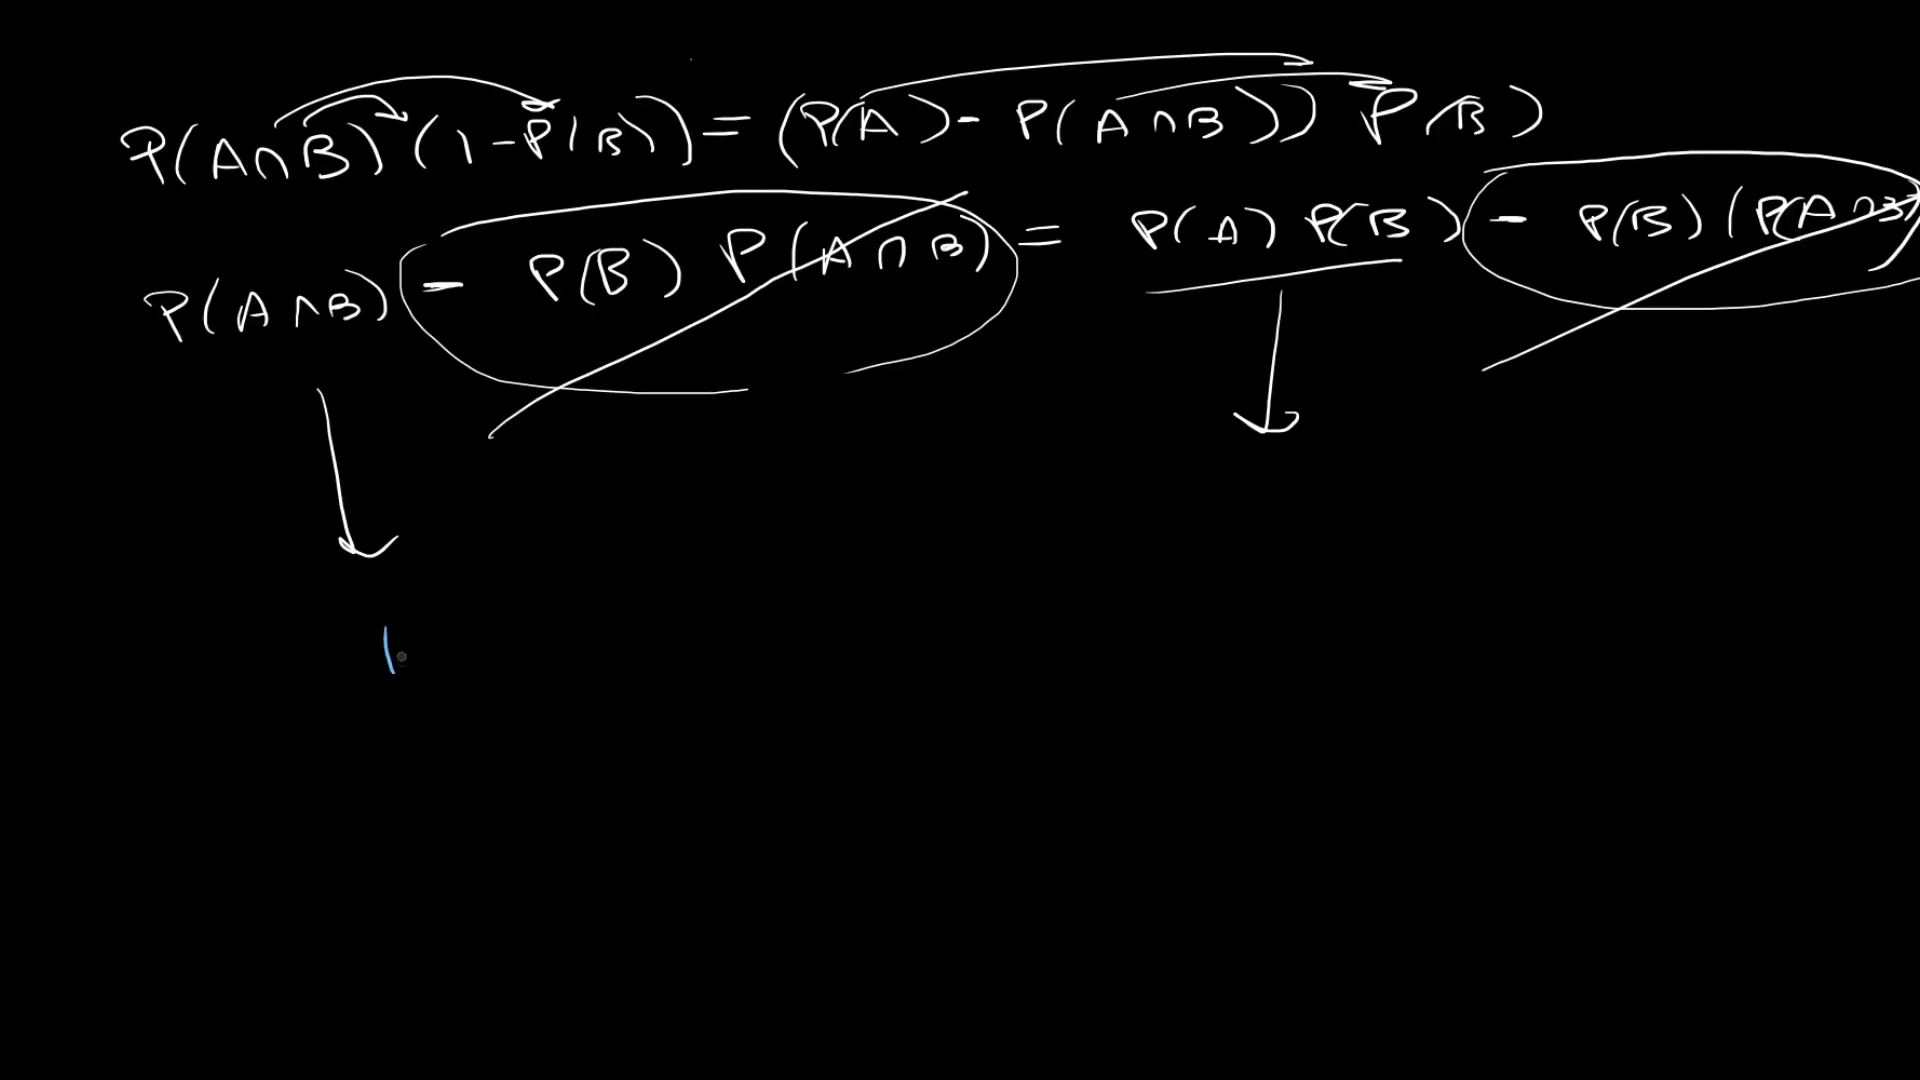 P(A∩B) (1-P(B)) = (P(A) - P(A∩B)) P(B)
P(A∩B) - P(B) P(A∩B) = P(A) P(B) - P(B) (P(A∩B)